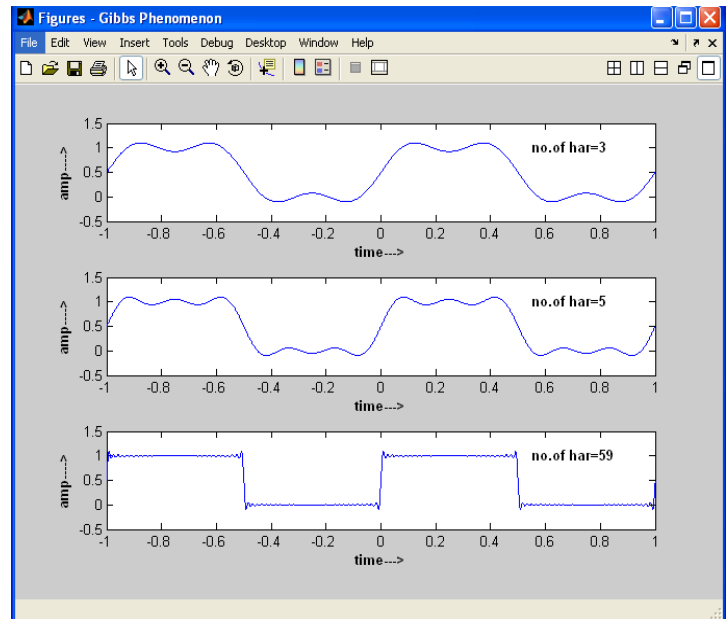 Figures - Gibbs Phenomenon
File Edit View Insert Tools Debug Desktop Window Help
1.5
1
0.5
0
-0.5
amp---->
no.of har=3
-1 -0.8 -0.6 -0.4 -0.2 0 0.2 0.4 0.6 0.8 1
time--->
1.5
1
0.5
0
-0.5
amp---->
no.of har=5
-1 -0.8 -0.6 -0.4 -0.2 0 0.2 0.4 0.6 0.8 1
time--->
1.5
1
0.5
0
-0.5
amp---->
no.of har=59
-1 -0.8 -0.6 -0.4 -0.2 0 0.2 0.4 0.6 0.8 1
time--->